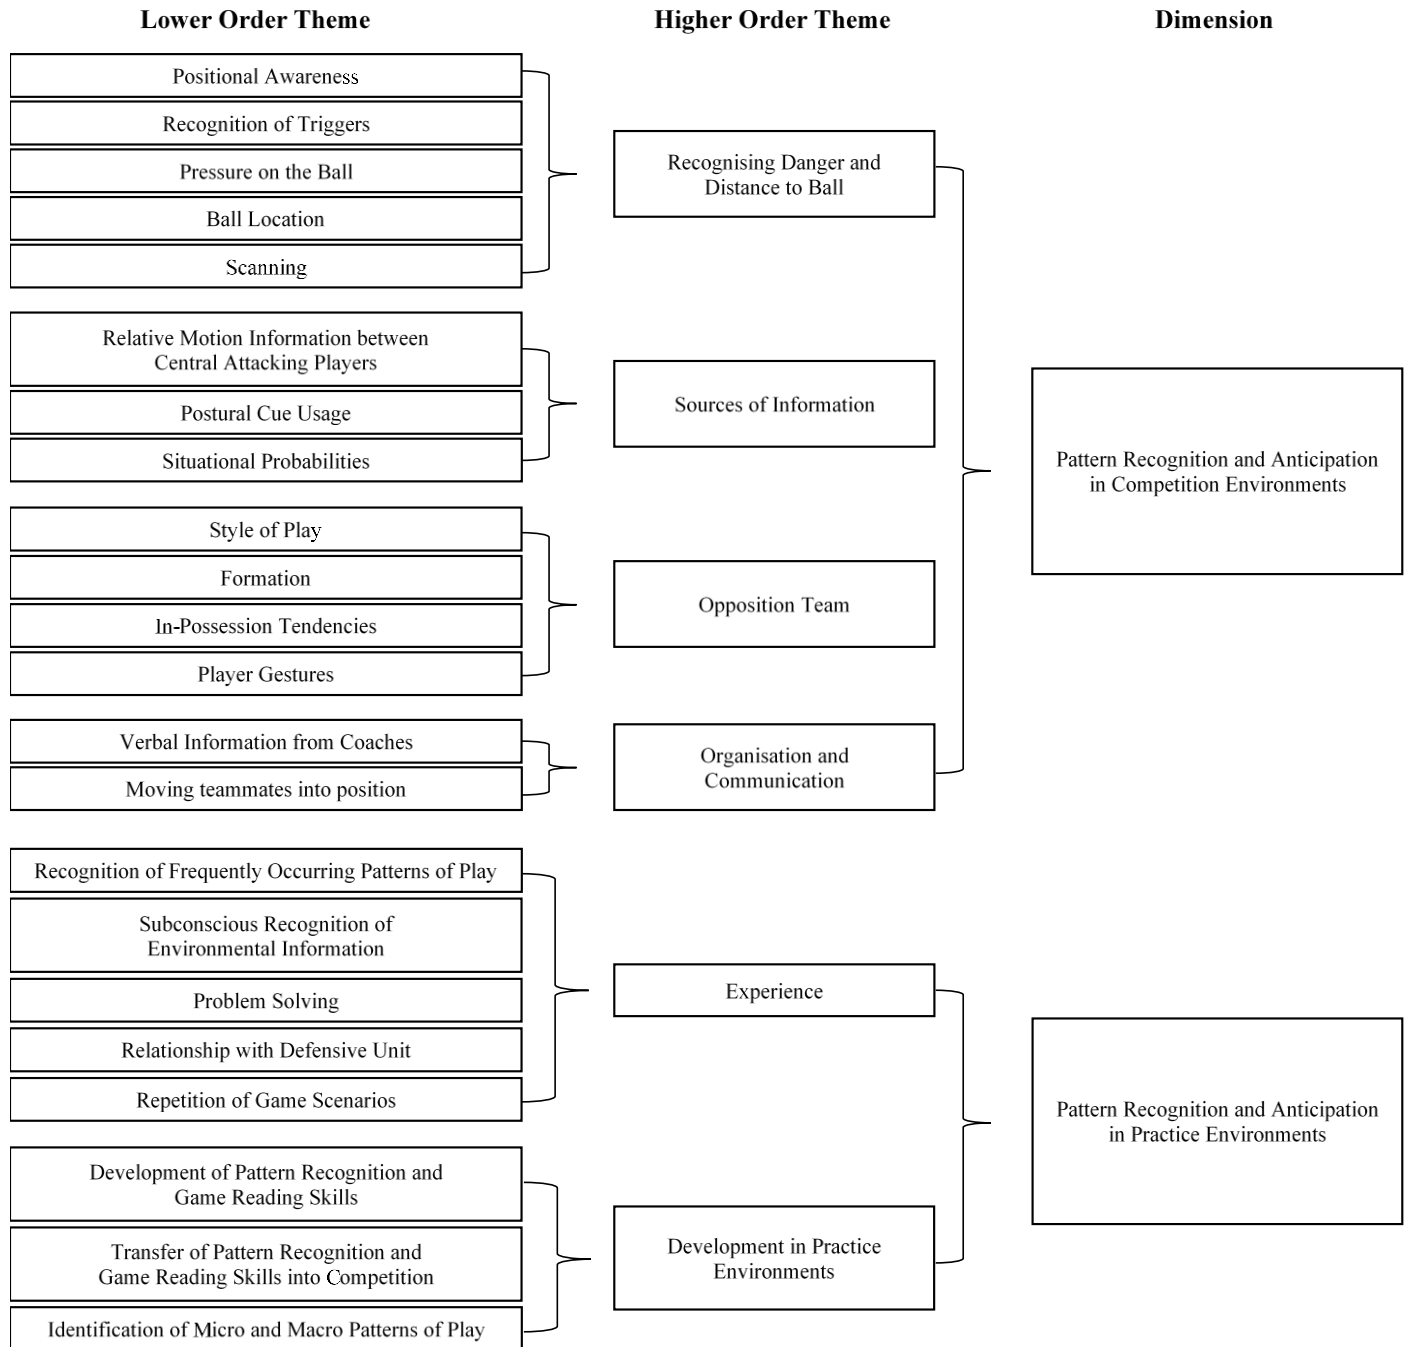 Lower Order Theme
Higher Order Theme
Dimension
Positional Awareness
Recognition of Triggers
Pressure on the Ball
Ball Location
Scanning
Recognising Danger and
Distance to Ball
Relative Motion Information between
Central Attacking Players
Postural Cue Usage
Situational Probabilities
Sources of Information
Style of Play
Formation
In-Possession Tendencies
Player Gestures
Opposition Team
Verbal Information from Coaches
Moving teammates into position
Organisation and
Communication
Pattern Recognition and Anticipation
in Competition Environments
Recognition of Frequently Occurring Patterns of Play
Subconscious Recognition of
Environmental Information
Problem Solving
Relationship with Defensive Unit
Repetition of Game Scenarios
Experience
Development of Pattern Recognition and
Game Reading Skills
Transfer of Pattern Recognition and
Game Reading Skills into Competition
Identification of Micro and Macro Patterns of Play
Development in Practice
Environments
Pattern Recognition and Anticipation
in Practice Environments